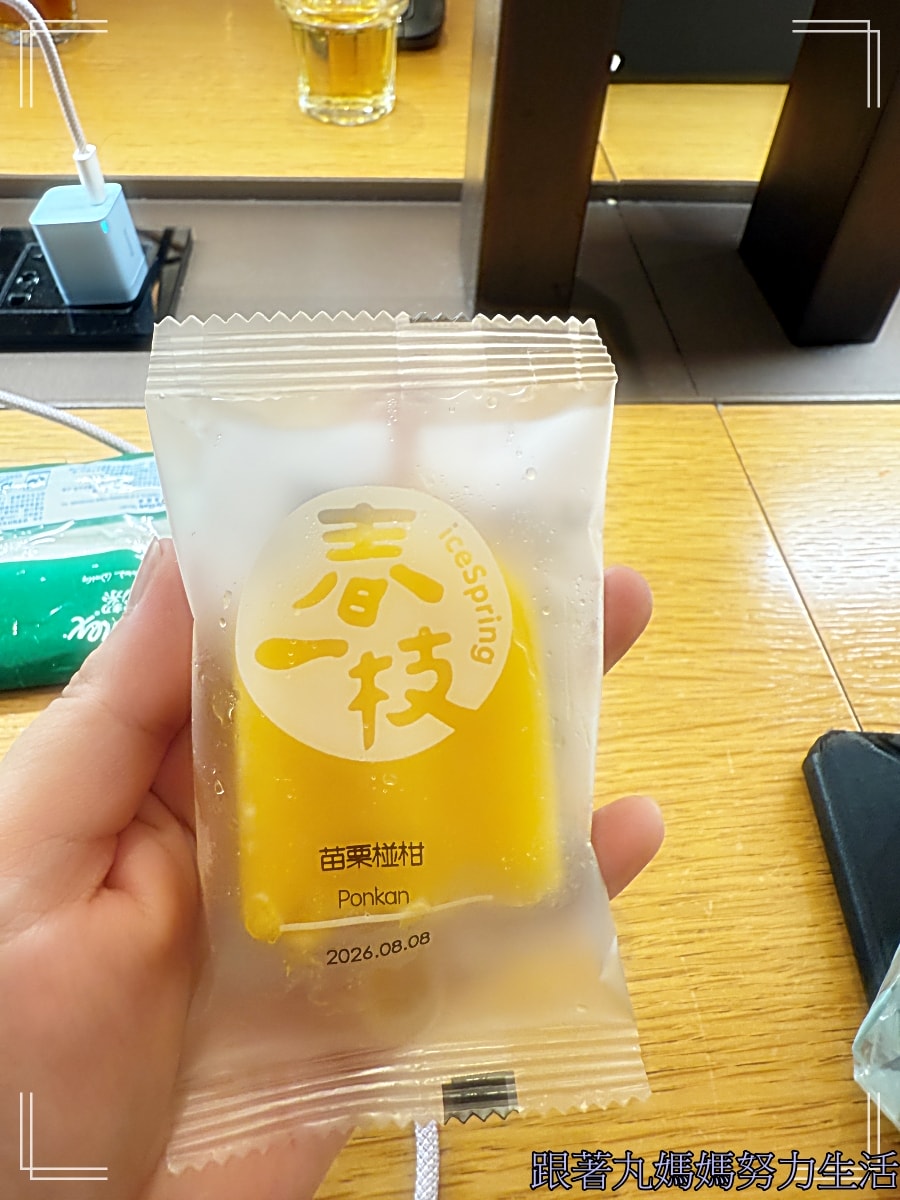 春
一枝
iceSpring
苗栗椪柑
Ponkan
2026.08.08
跟著丸媽媽努力生活